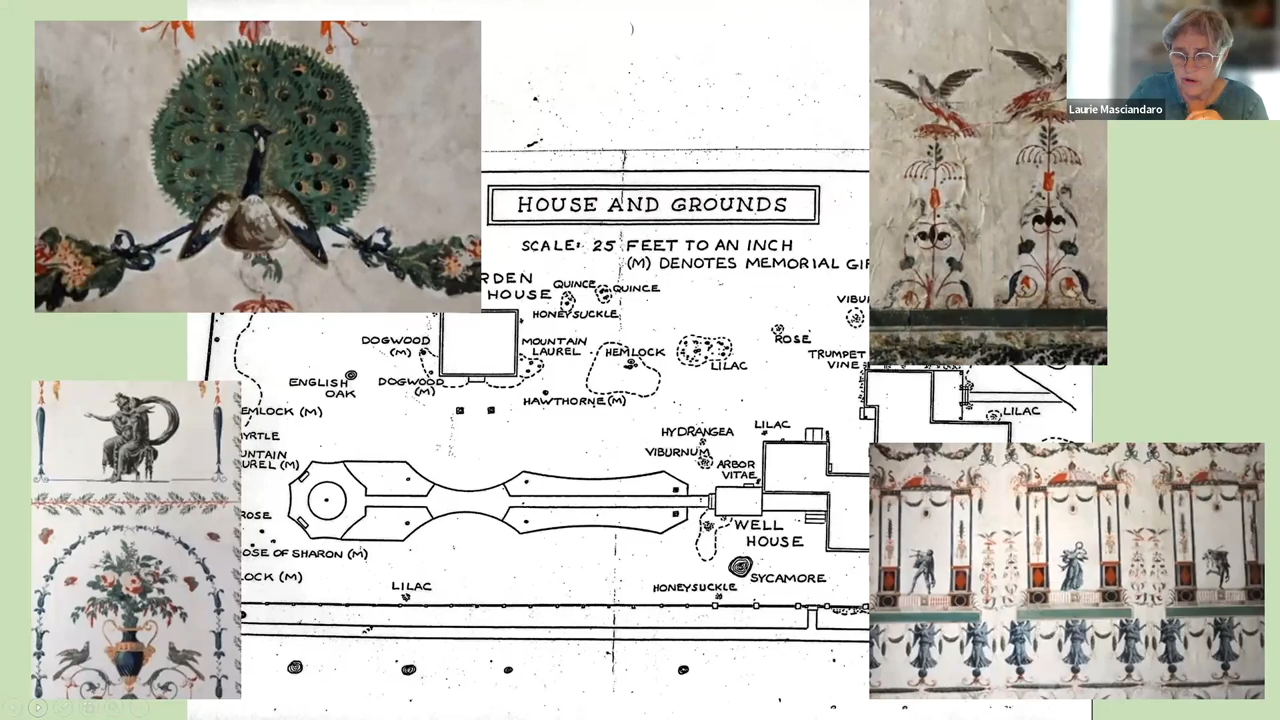 Laurie Masciandaro
HOUSE AND GROUNDS
SCALE: 25 FEET TO AN INCH
(M) DENOTES MEMORIAL GIF
RDEN
HOUSE
QUINCE
QUINCE
HONEYSUCKLE
VIBU
ROSE
DOGWOOD
(M)
MOUNTAIN
LAUREL
HEMLOCK
LILAC
TRUMPET
VINE
ENGLISH
OAK
DOGWOOD
(M)
HAWTHORNE (M)
LILAC
EMLOCK (M)
YRTLE
UNTAIN
UREL (M)
HYDRANGEA
LILAC
VIBURNUM
ARBOR
VITAE
ROSE
WELL
HOUSE
OSE OF SHARON (M)
LOCK (M)
LILAC
HONEYSUCKLE
SYCAMORE